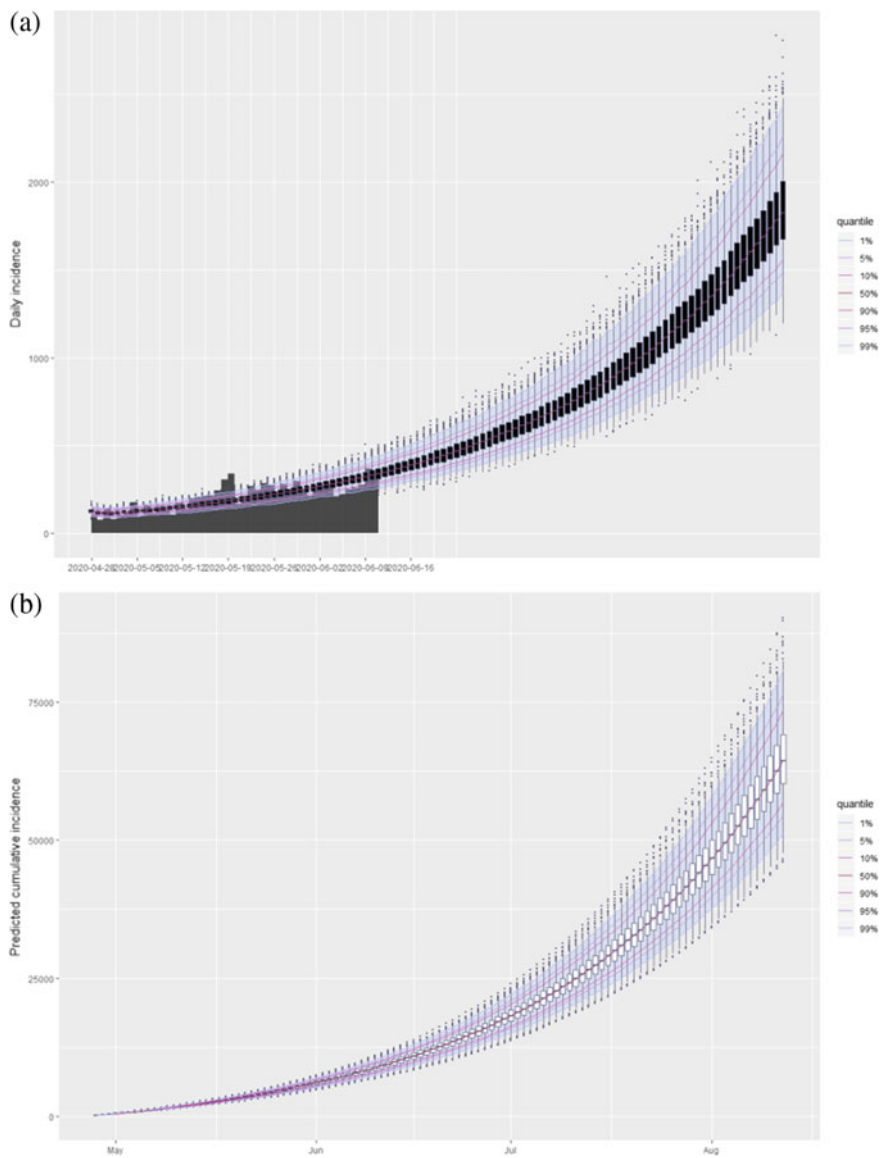 (a)
Daily incidence
2000
1000
0
2020-04-28 2020-05-05 2020-05-12 2020-05-19 2020-05-26 2020-06-02 2020-06-09 2020-06-16
quantile
1%
5%
10%
50%
90%
95%
99%
(b)
Predicted cumulative incidence
75000
50000
25000
0
May Jun Jul Aug
quantile
1%
5%
10%
50%
90%
95%
99%